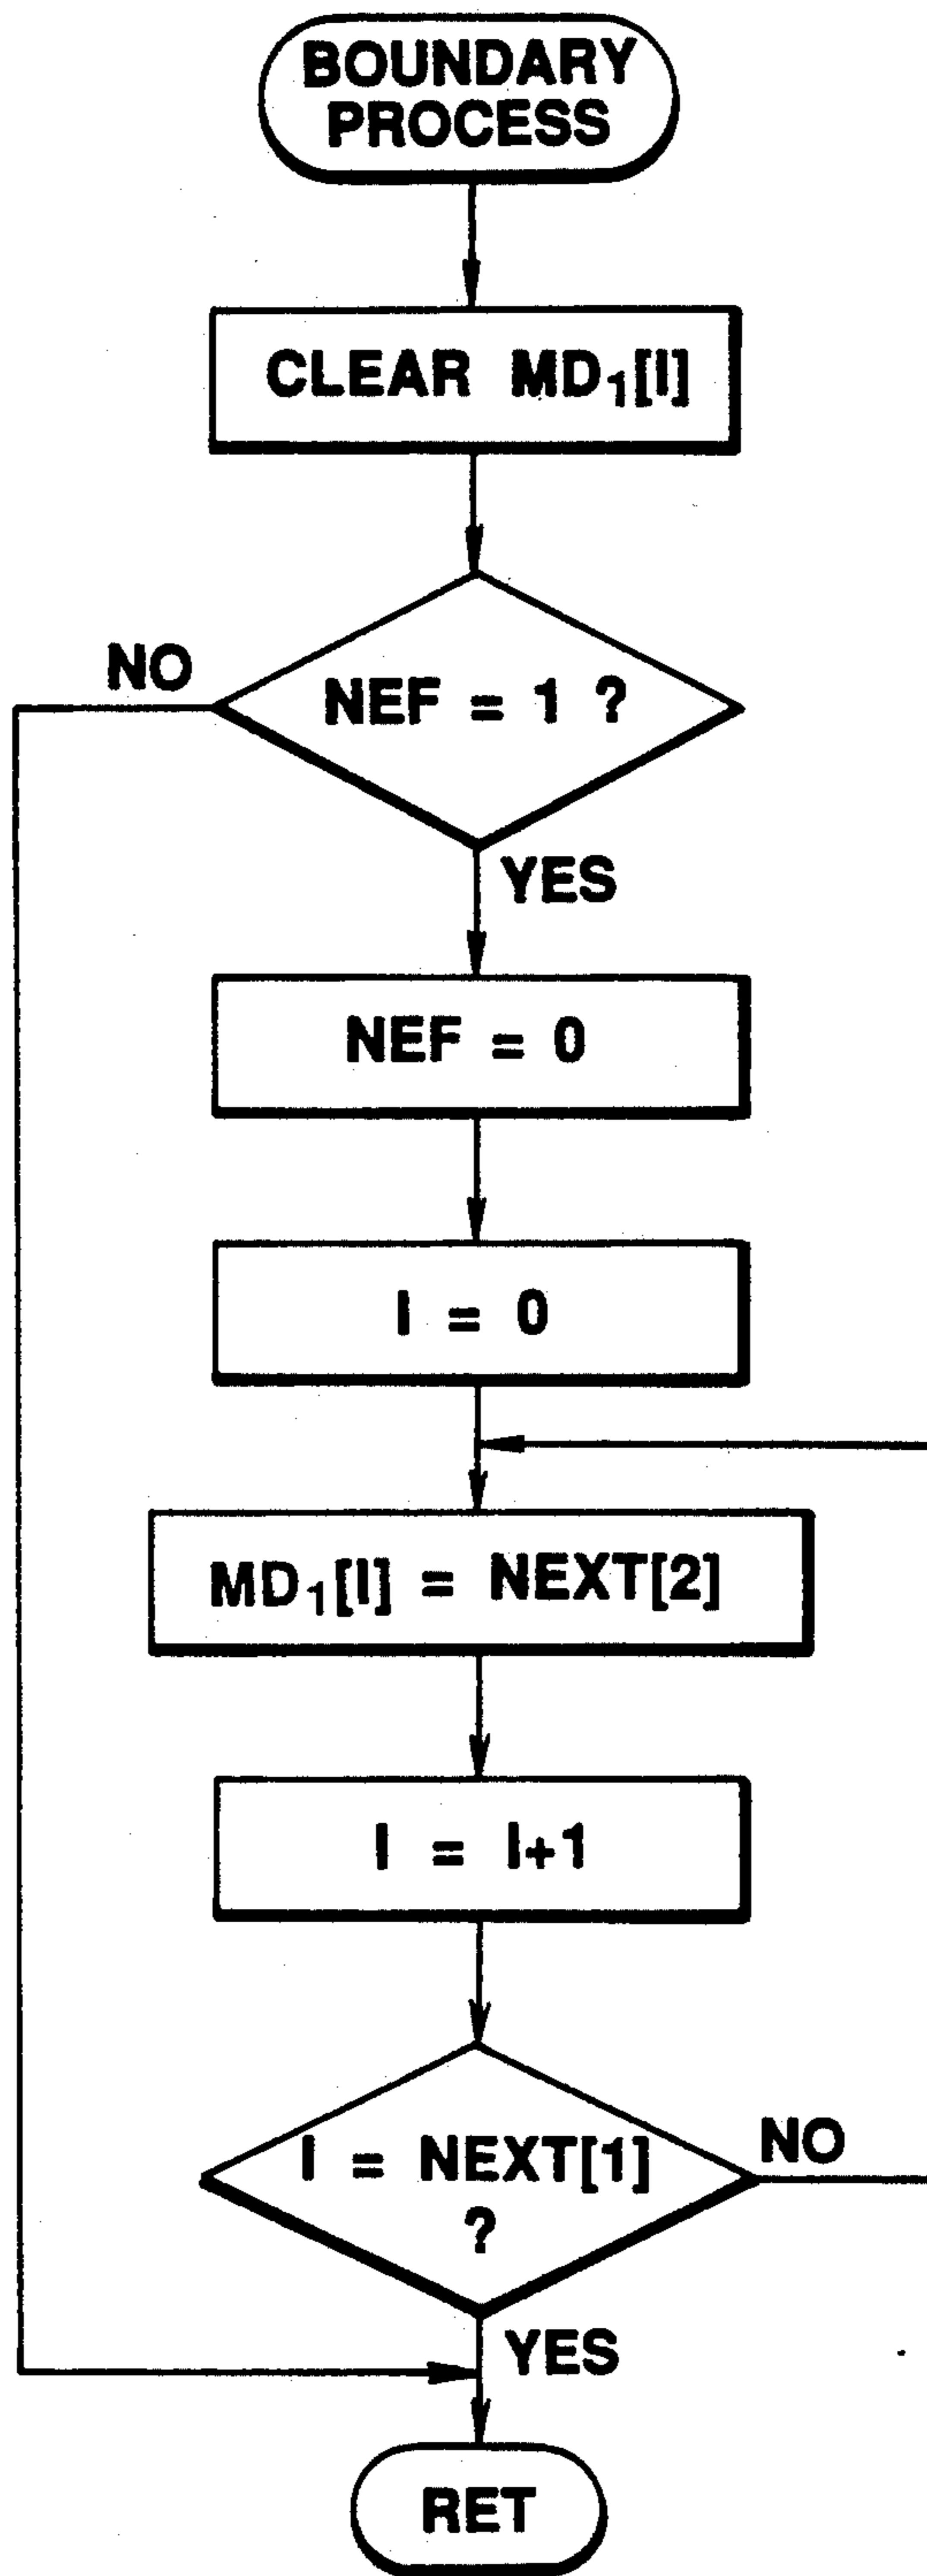 BOUNDARY
PROCESS
CLEAR MD₁[I]
NO
NEF = 1 ?
YES
NEF = 0
I = 0
MD₁[I] = NEXT[2]
I = I+1
I = NEXT[1]
?
NO
YES
RET